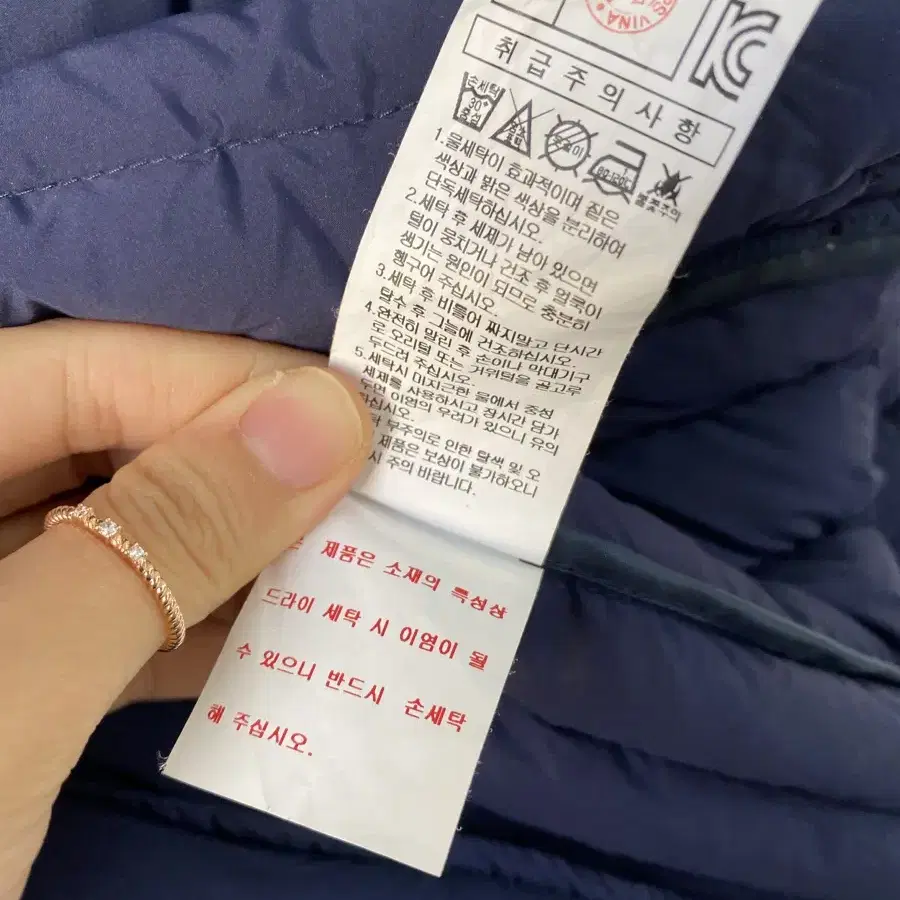 VINA
취급주의사항
손세탁
30
중성
1.물세탁이 효과적이며 짙은
색상과 밝은 색상을 분리하여
단독세탁하십시오.
2.세탁 후 세제가 남아 있으면
털이 뭉치거나 건조 후 얼룩이
생기는 원인이 되므로 충분히
헹구어 주십시오.
3.세탁 후 비틀어 짜지말고 단시간
탈수 후 그늘에 건조하십시오.
4.완전히 말린 후 손이나 막대기구
로 오리털 또는 거위털을 골고루
두드려 주십시오.
5.세탁시 미지근한 물에서 중성
세제를 사용하시고 장시간 담가
두면 이염의 우려가 있으니 유의
하십시오.
부주의로 인한 탈색 및 오
제품은 보상이 불가하오니
시 주의 바랍니다.
제품은 소재의 특성상
드라이 세탁 시 이염이 될
수 있으니 반드시 손세탁
해 주십시오.